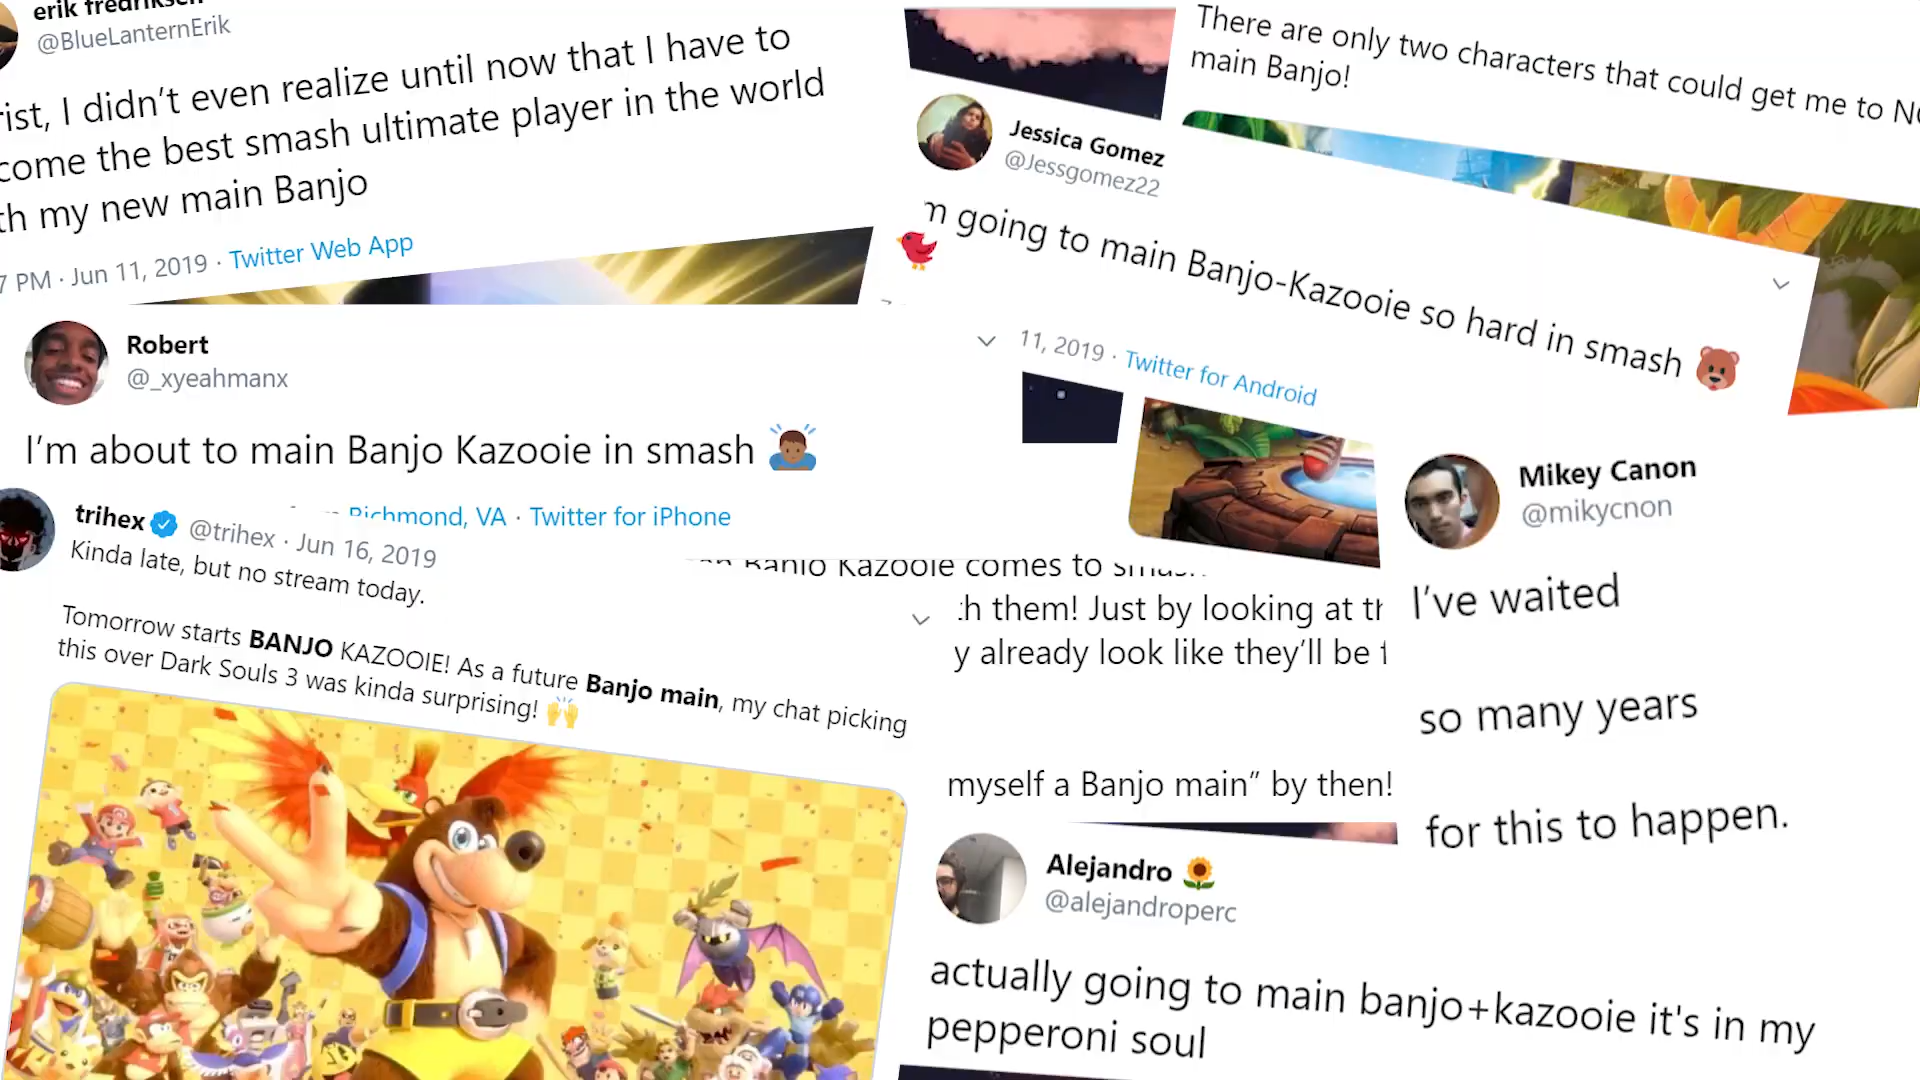 erik fredriksen
@BlueLanternErik
I didn't even realize until now that I have to
the best smash ultimate player in the world
my new main Banjo
PM · Jun 11, 2019 · Twitter Web App
There are only two characters that could get me to
main Banjo!
Jessica Gomez
@Jessgomez22
going to main Banjo-Kazooie so hard in smash 🐻
🐦
11, 2019 · Twitter for Android
Robert
@_xyeahmanx
I'm about to main Banjo Kazooie in smash 🙇🏾‍♂️
Richmond, VA · Twitter for iPhone
trihex @trihex · Jun 16, 2019
Kinda late, but no stream today.
Tomorrow starts BANJO KAZOOIE! As a future Banjo main, my chat picking
this over Dark Souls 3 was kinda surprising! 🙌
Banjo Kazooie comes to
them! Just by looking at
already look like they'll be
myself a Banjo main" by then!
Mikey Canon
@mikycnon
I've waited
so many years
for this to happen.
Alejandro 🌻
@alejandroperc
actually going to main banjo+kazooie it's in my
pepperoni soul